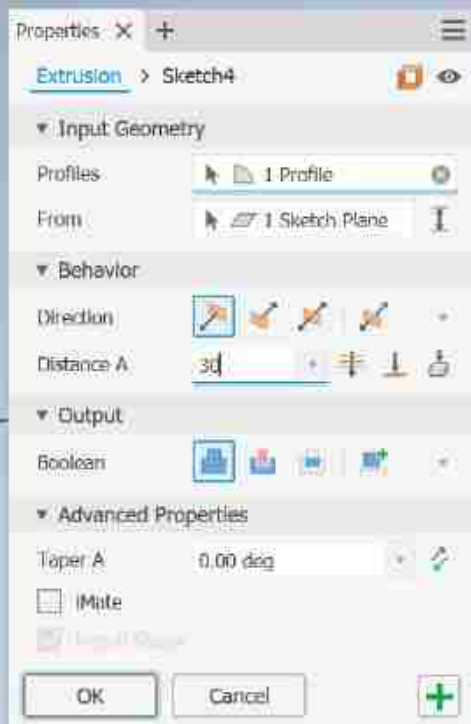 Properties
Extrusion > Sketch4
Input Geometry
Profiles 1 Profile
From 1 Sketch Plane
Behavior
Direction
Distance A 30
Output
Boolean
Advanced Properties
Taper A 0.00 deg
iMate
OK Cancel